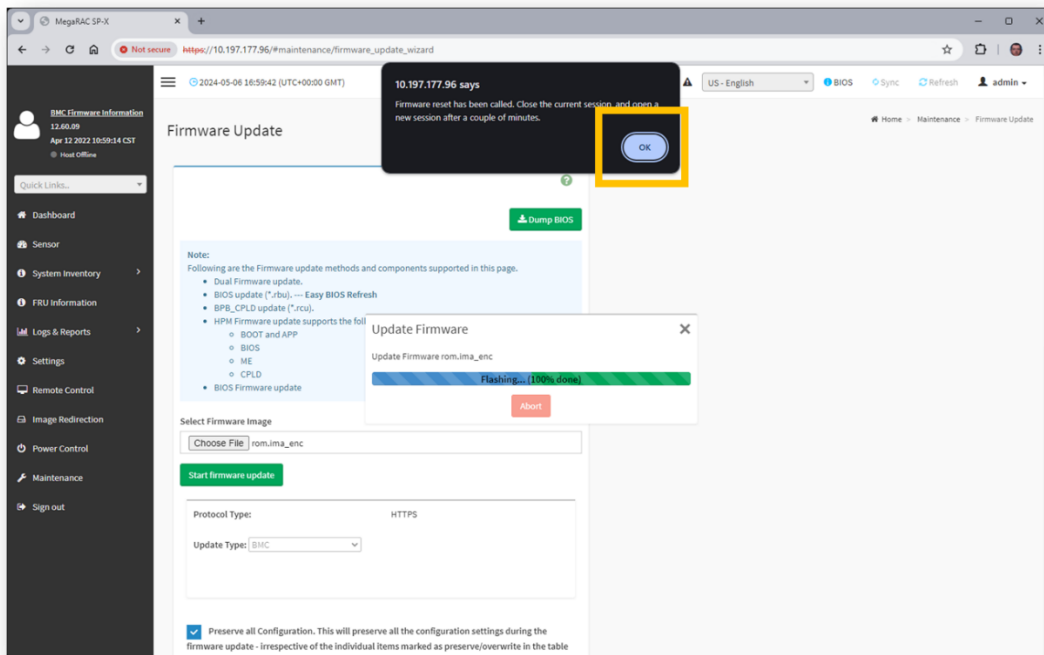 MegaRAC SP-X
Not secure https://10.197.177.96/#maintenance/firmware_update_wizard
2024-05-06 16:59:42 (UTC+00:00 GMT)
US - English
BIOS
Sync
Refresh
admin
10.197.177.96 says
Firmware reset has been called. Close the current session, and open a
new session after a couple of minutes.
OK
BMC Firmware Information
12.60.09
Apr 12 2022 10:59:14 CST
Host Offline
Quick Links..
Dashboard
Sensor
System Inventory
FRU Information
Logs & Reports
Settings
Remote Control
Image Redirection
Power Control
Maintenance
Sign out
Firmware Update
Home > Maintenance > Firmware Update
Dump BIOS
Note:
Following are the Firmware update methods and components supported in this page.
Dual Firmware update.
BIOS update (*.rbu). --- Easy BIOS Refresh
BPB_CPLD update (*.rcu).
HPM Firmware update supports the foll
BOOT and APP
BIOS
ME
CPLD
BIOS Firmware update
Update Firmware
Update Firmware rom.ima_enc
Flashing... (100% done)
Abort
Select Firmware Image
Choose File rom.ima_enc
Start firmware update
Protocol Type: HTTPS
Update Type: BMC
Preserve all Configuration. This will preserve all the configuration settings during the
firmware update - irrespective of the individual items marked as preserve/overwrite in the table